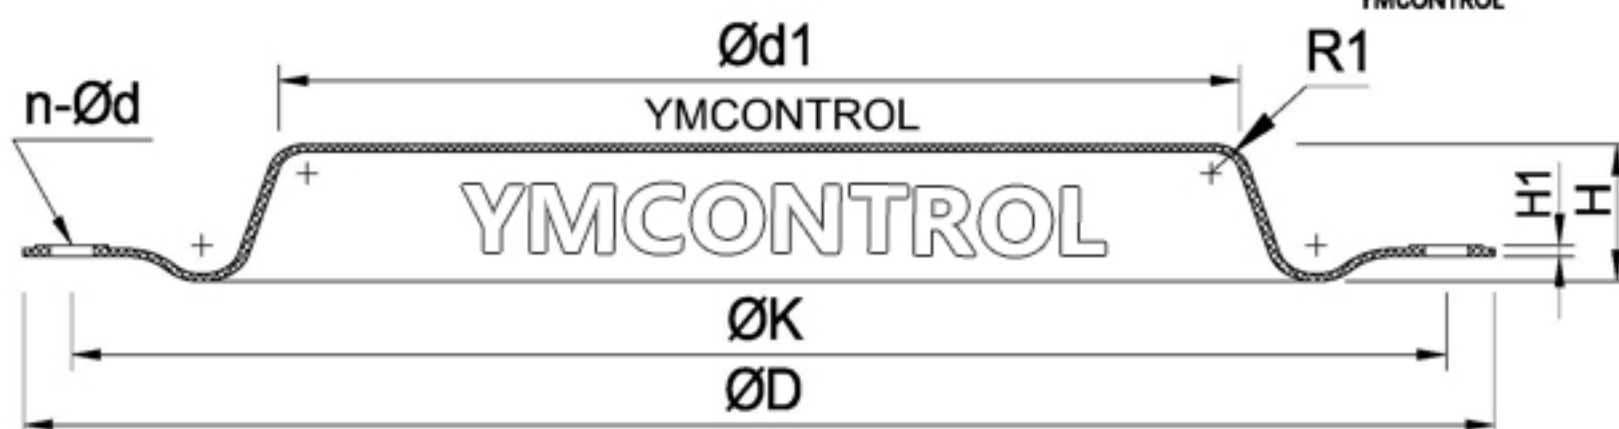 YMCONTROL
Ød1
R1
n-Ød
YMCONTROL
YMCONTROL
H1
H
ØK
ØD